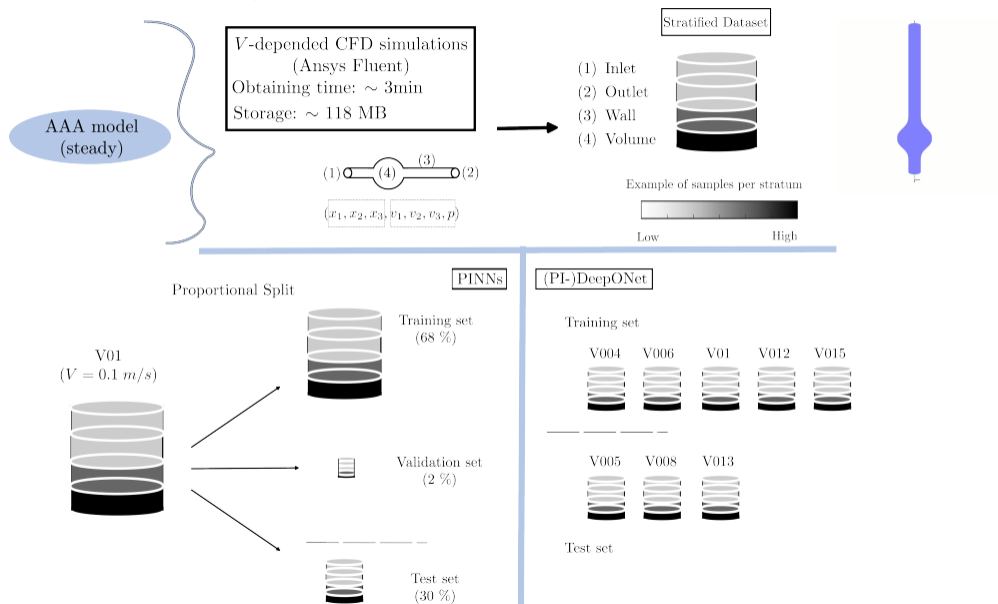 AAA model
(steady)
V-depended CFD simulations
(Ansys Fluent)
Obtaining time: ∼ 3min
Storage: ∼ 118 MB
(1)
(4)
(3)
(2)
(x₁, x₂, x₃, v₁, v₂, v₃, p)
Stratified Dataset
(1) Inlet
(2) Outlet
(3) Wall
(4) Volume
Example of samples per stratum
Low
High
PINNs
Proportional Split
V01
(V = 0.1 m/s)
Training set
(68 %)
Validation set
(2 %)
Test set
(30 %)
(PI-)DeepONet
Training set
V004 V006 V01 V012 V015
V005 V008 V013
Test set